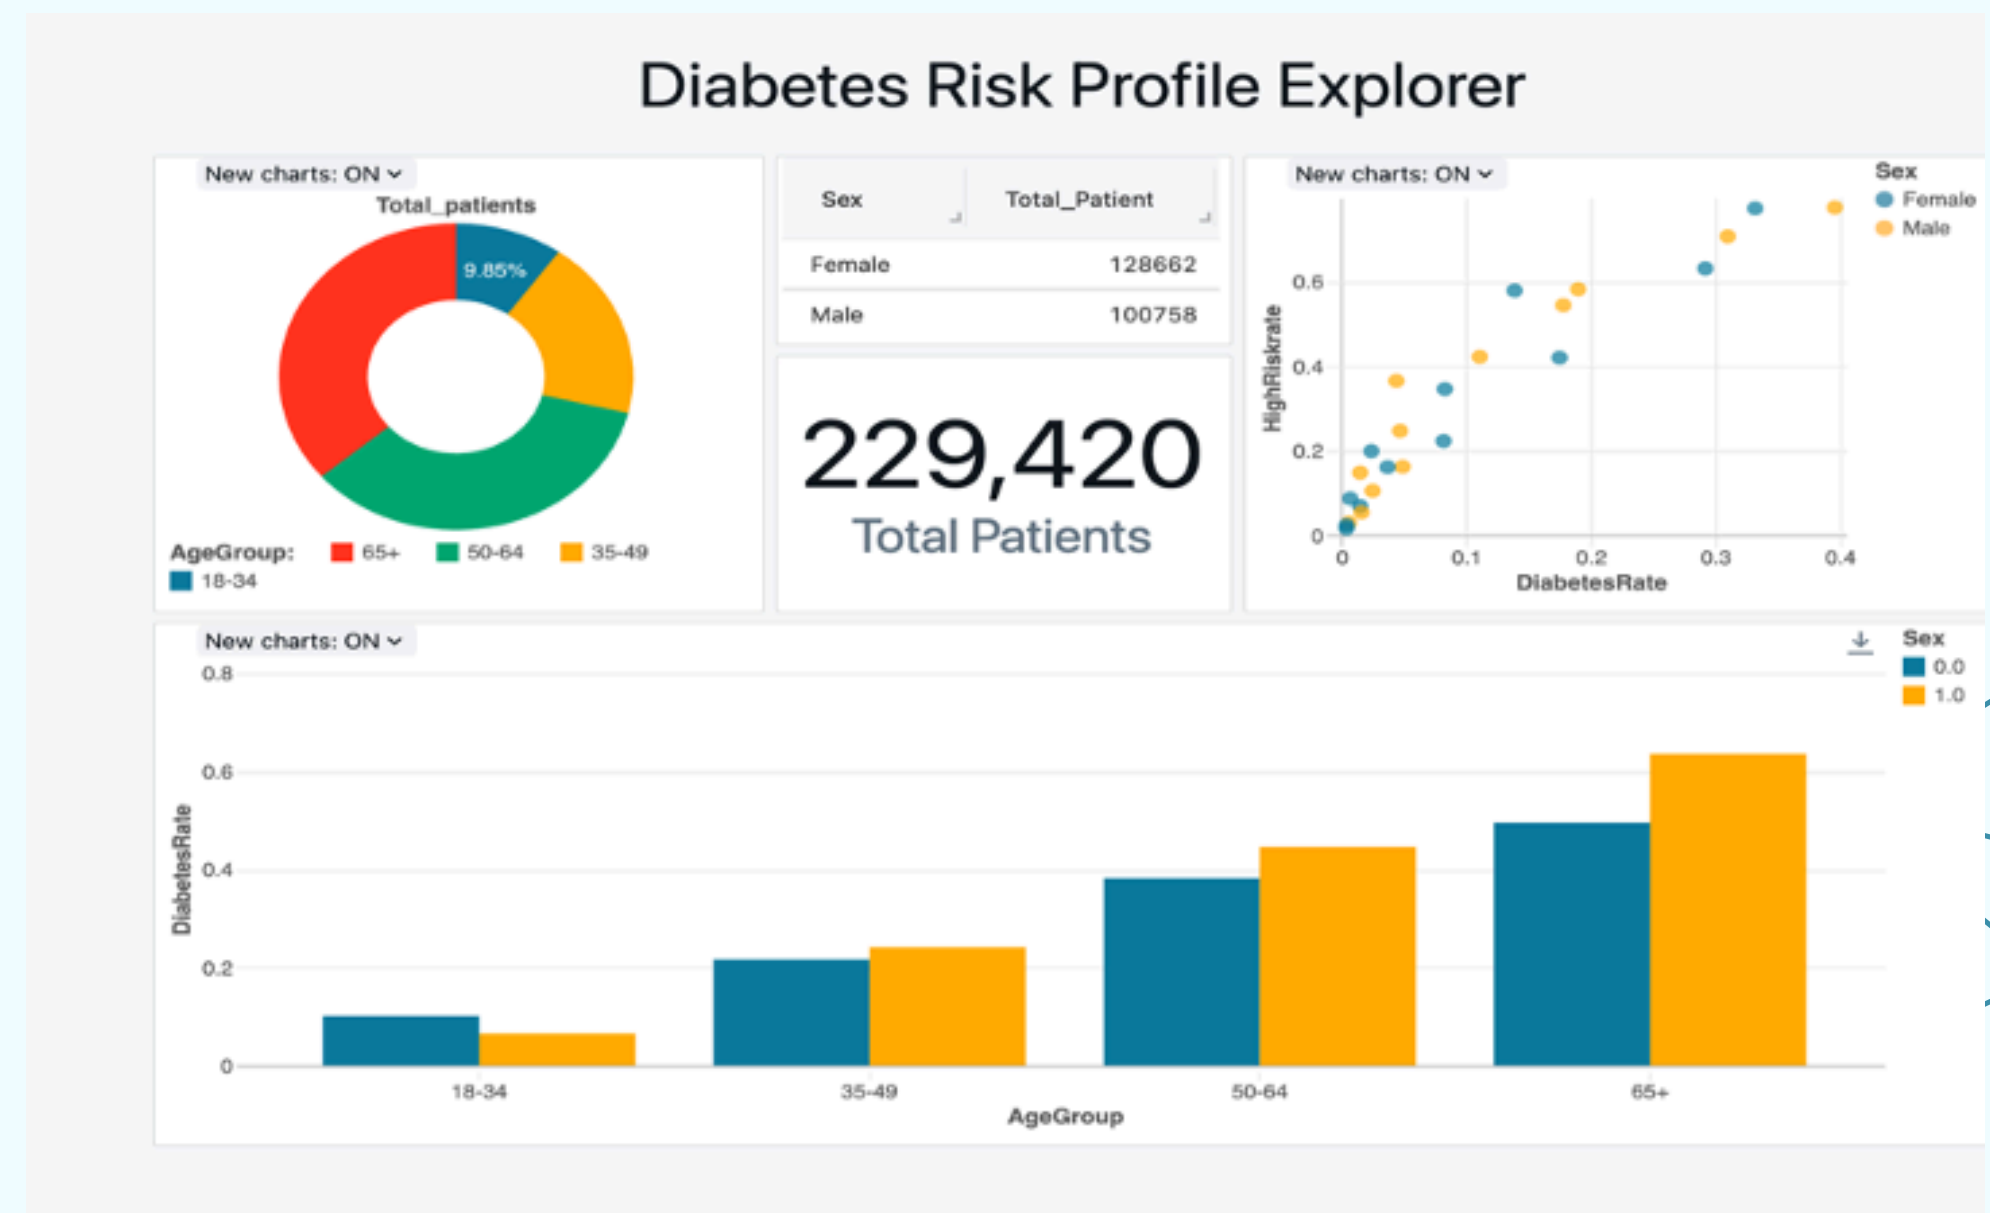 Diabetes Risk Profile Explorer
New charts: ON
Total_patients
9.85%
AgeGroup:
65+
50-64
35-49
18-34
Sex Total_Patient
Female 128662
Male 100758
229,420
Total Patients
New charts: ON
Sex
Female
Male
HighRiskrate
0.6
0.4
0.2
0
0 0.1 0.2 0.3 0.4
DiabetesRate
New charts: ON
Sex
0.0
1.0
DiabetesRate
0.8
0.6
0.4
0.2
0
18-34 35-49 50-64 65+
AgeGroup